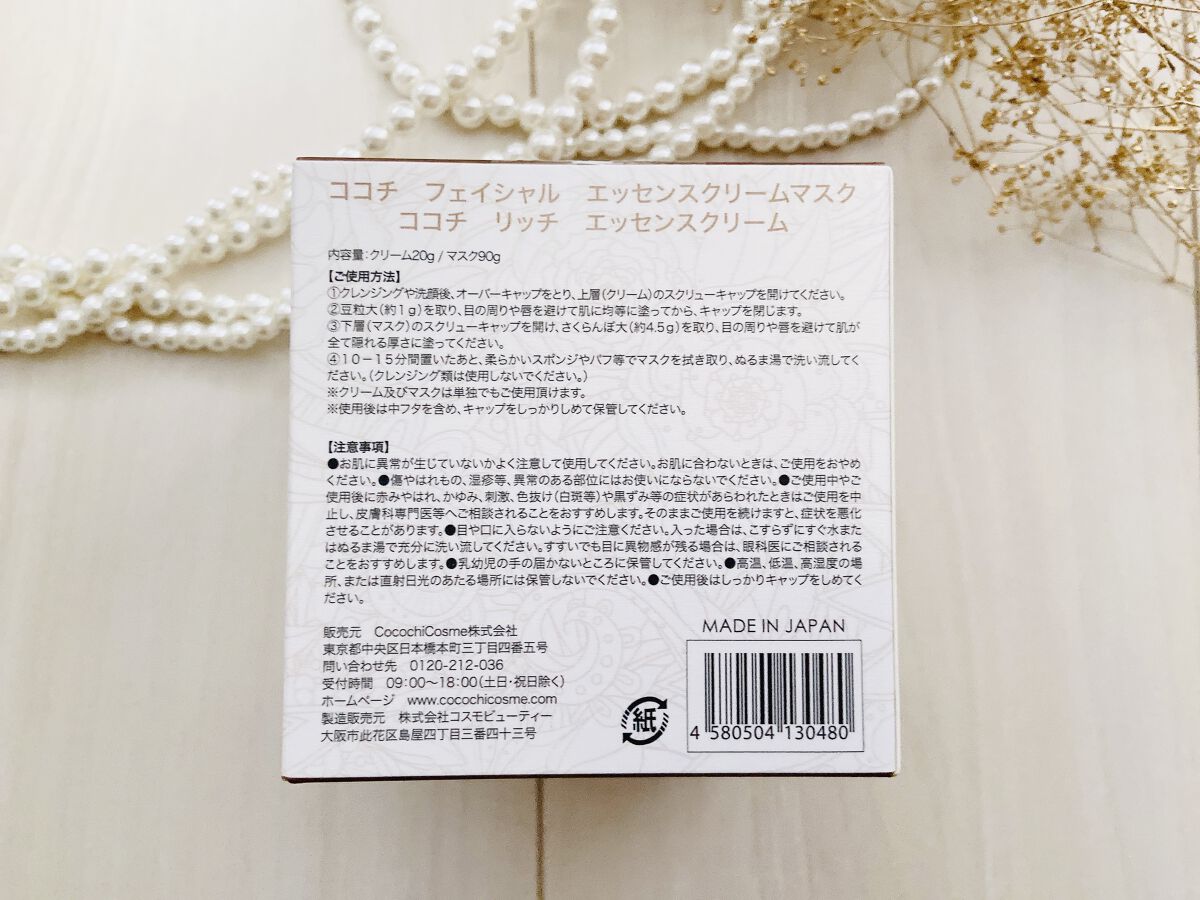 ココチ　フェイシャル　エッセンスクリームマスク
ココチ　リッチ　エッセンスクリーム
内容量：クリーム20g / マスク90g
【ご使用方法】
①クレンジングや洗顔後、オーバーキャップをとり、上層（クリーム）のスクリューキャップを開けてください。
②豆粒大（約1g）を取り、目の周りや唇を避けて肌に均等に塗ってから、キャップを閉じます。
③下層（マスク）のスクリューキャップを開け、さくらんぼ大（約4.5g）を取り、目の周りや唇を避けて肌が
全て隠れる厚さに塗ってください。
④10－15分間置いたあと、柔らかいスポンジやパフ等でマスクを拭き取り、ぬるま湯で洗い流してく
ださい。（クレンジング類は使用しないでください。）
※クリーム及びマスクは単独でもご使用頂けます。
※使用後は中フタを含め、キャップをしっかりしめて保管してください。
【注意事項】
●お肌に異常が生じていないかよく注意して使用してください。お肌に合わないときは、ご使用をおやめ
ください。●傷やはれもの、湿疹等、異常のある部位にはお使いにならないでください。●ご使用中やご
使用後に赤みやはれ、かゆみ、刺激、色抜け（白斑等）や黒ずみ等の症状があらわれたときはご使用を中
止し、皮膚科専門医等へご相談されることをおすすめします。そのままご使用を続けますと、症状を悪化
させることがあります。●目や口に入らないようにご注意ください。入った場合は、こすらずにすぐ水また
はぬるま湯で充分に洗い流してください。すすいでも目に異物感が残る場合は、眼科医にご相談される
ことをおすすめします。●乳幼児の手の届かないところに保管してください。●高温、低温、高湿度の場
所、または直射日光のあたる場所には保管しないでください。●ご使用後はしっかりキャップをしめてく
ださい。
販売元　CocochiCosme株式会社
東京都中央区日本橋本町三丁目四番五号
問い合わせ先　0120-212-036
受付時間　09:00～18:00（土日・祝日除く）
ホームページ　www.cocochicosme.com
製造販売元　株式会社コスモビューティー
大阪市此花区島屋四丁目三番四十三号
紙
MADE IN JAPAN
4 580504 130480